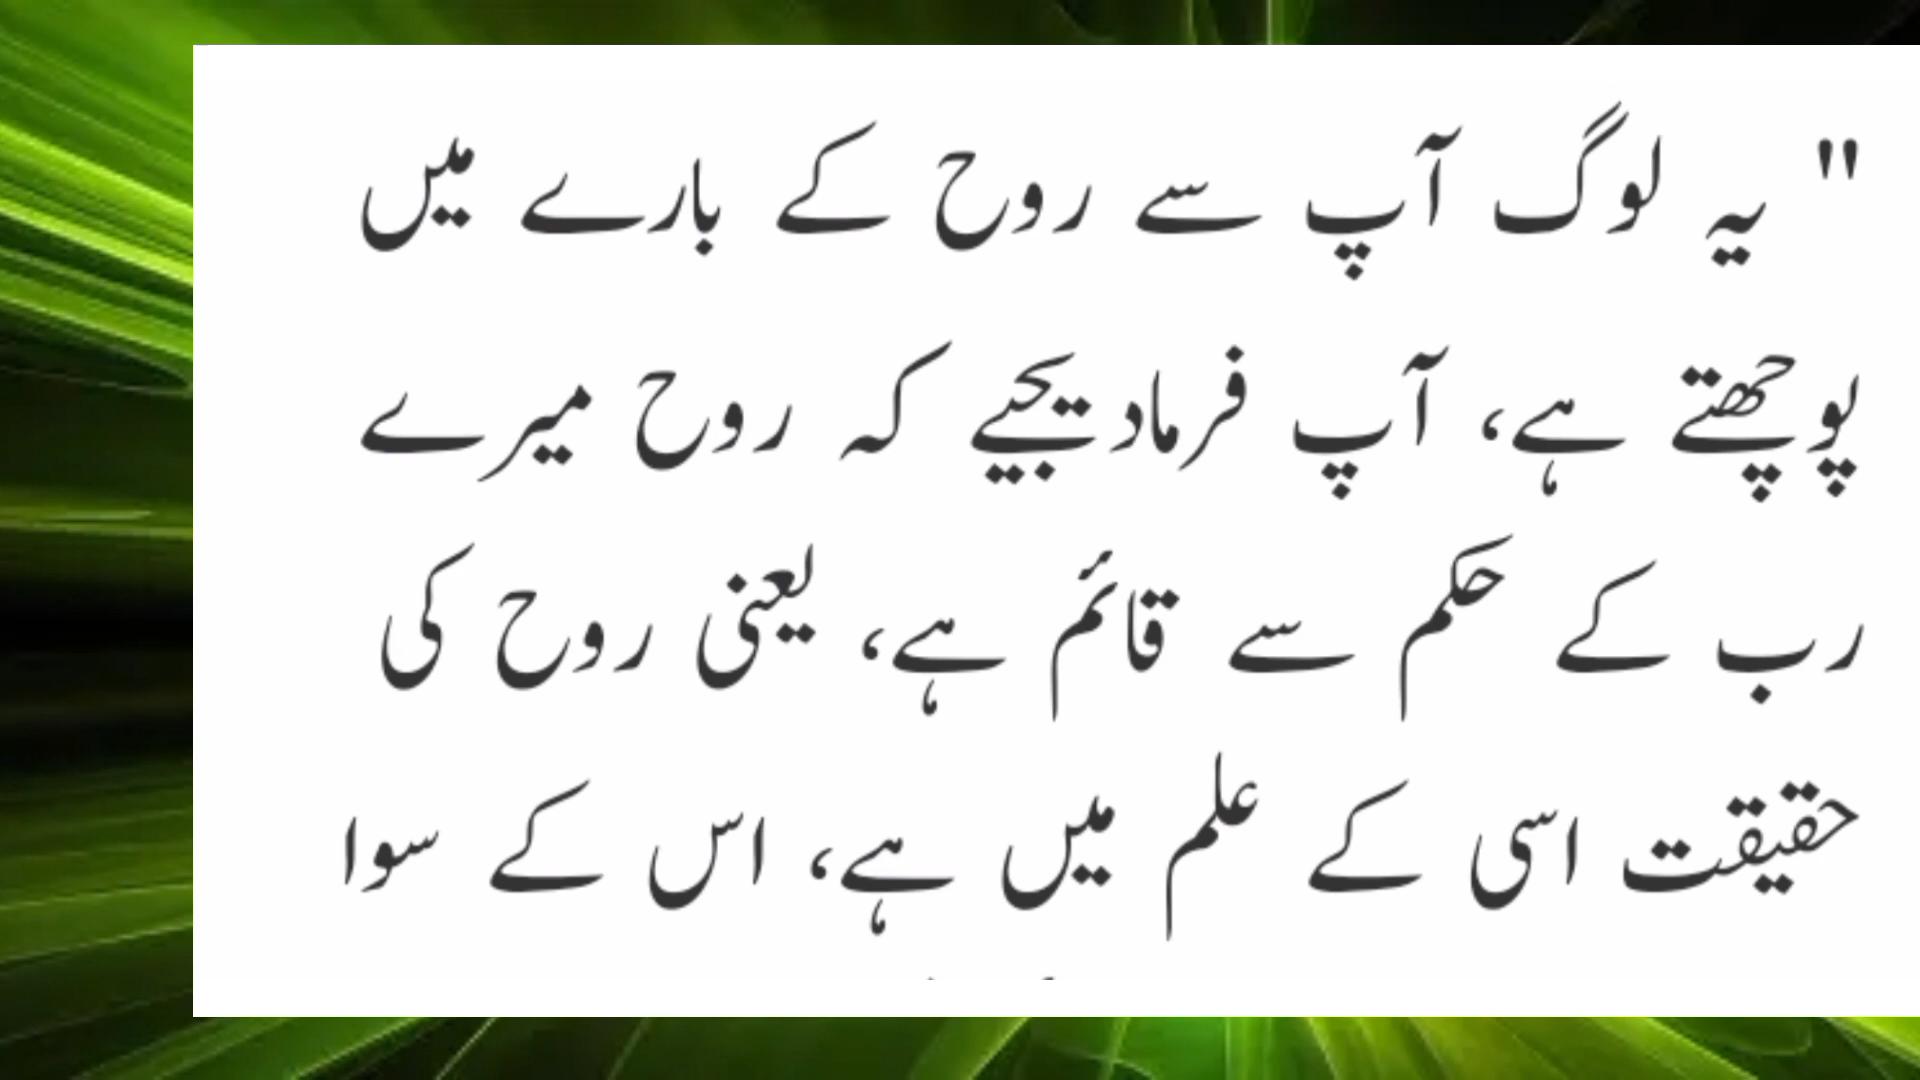 " یہ لوگ آپ سے روح کے بارے میں
پوچھتے ہے، آپ فرمادیجیے کہ روح میرے
رب کے حکم سے قائم ہے، یعنی روح کی
حقیقت اسی کے علم میں ہے، اس کے سوا